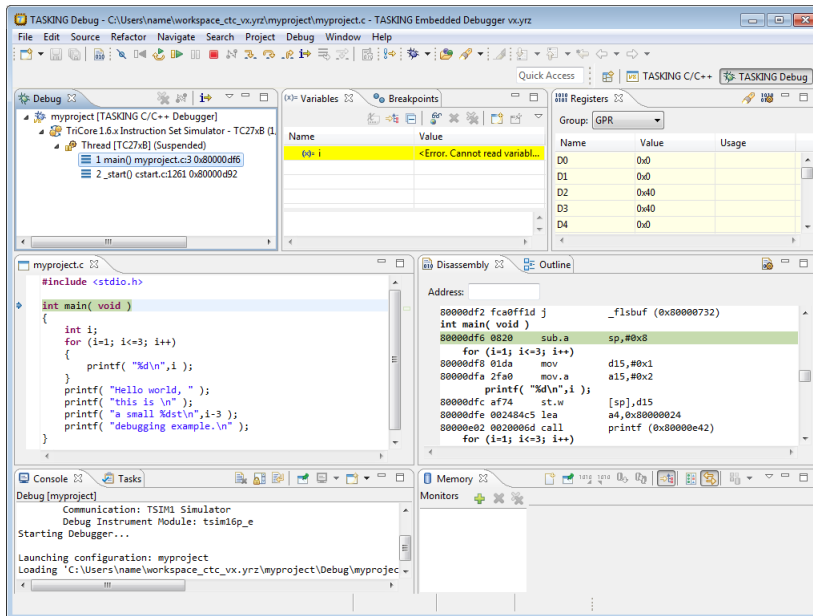 TASKING Debug - C:\Users\name\workspace_ctc_vx.yrz\myproject\myproject.c - TASKING Embedded Debugger vx.yrz
File Edit Source Refactor Navigate Search Project Debug Window Help
Quick Access TASKING C/C++ TASKING Debug
Debug
myproject [TASKING C/C++ Debugger]
TriCore 1.6.x Instruction Set Simulator - TC27xB (1.
Thread [TC27xB] (Suspended)
1 main() myproject.c:3 0x80000df6
2 _start() cstart.c:1261 0x80000d92
(x)= Variables Breakpoints
Name Value
(x)= i <Error. Cannot read variabl...
Registers
Group: GPR
Name Value Usage
D0 0x0
D1 0x0
D2 0x40
D3 0x40
D4 0x0
myproject.c
#include <stdio.h>
int main( void )
{
int i;
for (i=1; i<=3; i++)
{
printf( "%d\n",i );
}
printf( "Hello world, " );
printf( "this is \n" );
printf( "a small %dst\n",i-3 );
printf( "debugging example.\n" );
}
Disassembly Outline
Address:
80000df2 fca0ff1d j _flsbuf (0x80000732)
int main( void )
80000df6 0820 sub.a sp,#0x8
for (i=1; i<=3; i++)
80000df8 01da mov d15,#0x1
80000dfa 2fa0 mov.a a15,#0x2
printf( "%d\n",i );
80000dfc af74 st.w [sp],d15
80000dfe 002484c5 lea a4,0x80000024
80000e02 0020006d call printf (0x80000e42)
for (i=1; i<=3; i++)
Console Tasks
Debug [myproject]
Communication: TSIM1 Simulator
Debug Instrument Module: tsim16p_e
Starting Debugger...
Launching configuration: myproject
Loading 'C:\Users\name\workspace_ctc_vx.yrz\myproject\Debug\myprojec
Memory
Monitors